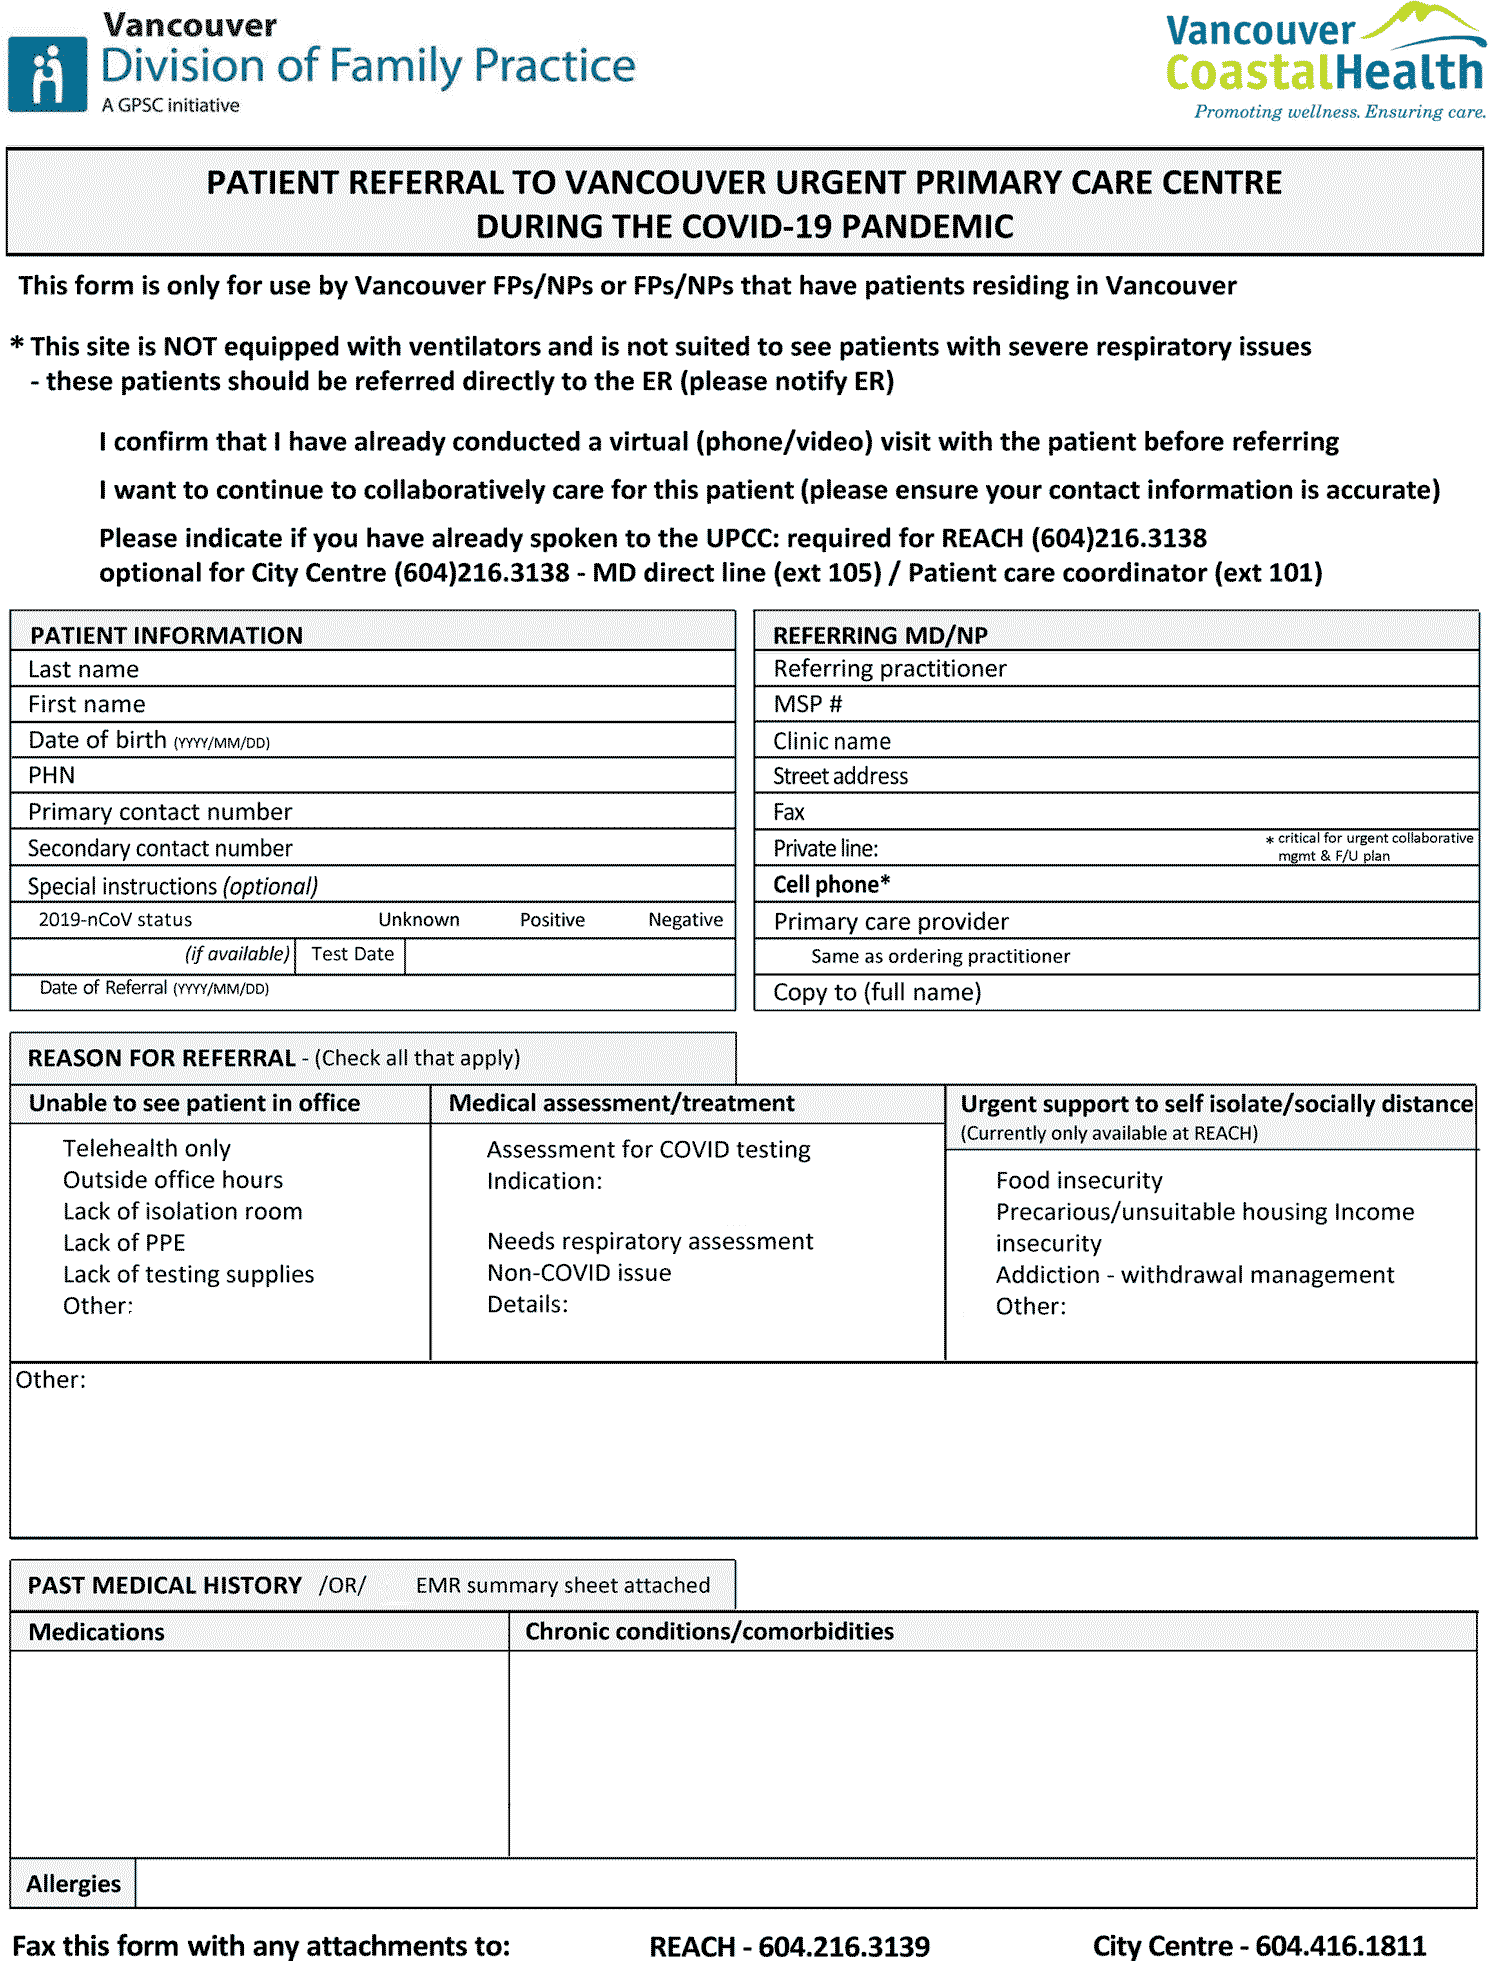 Vancouver
Division of Family Practice
A GPSC initiative
Vancouver
CoastalHealth
Promoting wellness. Ensuring care.
PATIENT REFERRAL TO VANCOUVER URGENT PRIMARY CARE CENTRE
DURING THE COVID-19 PANDEMIC
This form is only for use by Vancouver FPs/NPs or FPs/NPs that have patients residing in Vancouver
* This site is NOT equipped with ventilators and is not suited to see patients with severe respiratory issues
- these patients should be referred directly to the ER (please notify ER)
I confirm that I have already conducted a virtual (phone/video) visit with the patient before referring
I want to continue to collaboratively care for this patient (please ensure your contact information is accurate)
Please indicate if you have already spoken to the UPCC: required for REACH (604)216.3138
optional for City Centre (604)216.3138 - MD direct line (ext 105) / Patient care coordinator (ext 101)
PATIENT INFORMATION
Last name
First name
Date of birth (YYYY/MM/DD)
PHN
Primary contact number
Secondary contact number
Special instructions (optional)
2019-nCoV status Unknown Positive Negative
(if available) Test Date
Date of Referral (YYYY/MM/DD)
REFERRING MD/NP
Referring practitioner
MSP #
Clinic name
Street address
Fax
Private line: * critical for urgent collaborative
mgmt & F/U plan
Cell phone*
Primary care provider
Same as ordering practitioner
Copy to (full name)
REASON FOR REFERRAL - (Check all that apply)
Unable to see patient in office
Telehealth only
Outside office hours
Lack of isolation room
Lack of PPE
Lack of testing supplies
Other:
Medical assessment/treatment
Assessment for COVID testing
Indication:
Needs respiratory assessment
Non-COVID issue
Details:
Urgent support to self isolate/socially distance
(Currently only available at REACH)
Food insecurity
Precarious/unsuitable housing Income
insecurity
Addiction - withdrawal management
Other:
Other:
PAST MEDICAL HISTORY /OR/ EMR summary sheet attached
Medications
Chronic conditions/comorbidities
Allergies
Fax this form with any attachments to: REACH - 604.216.3139 City Centre - 604.416.1811